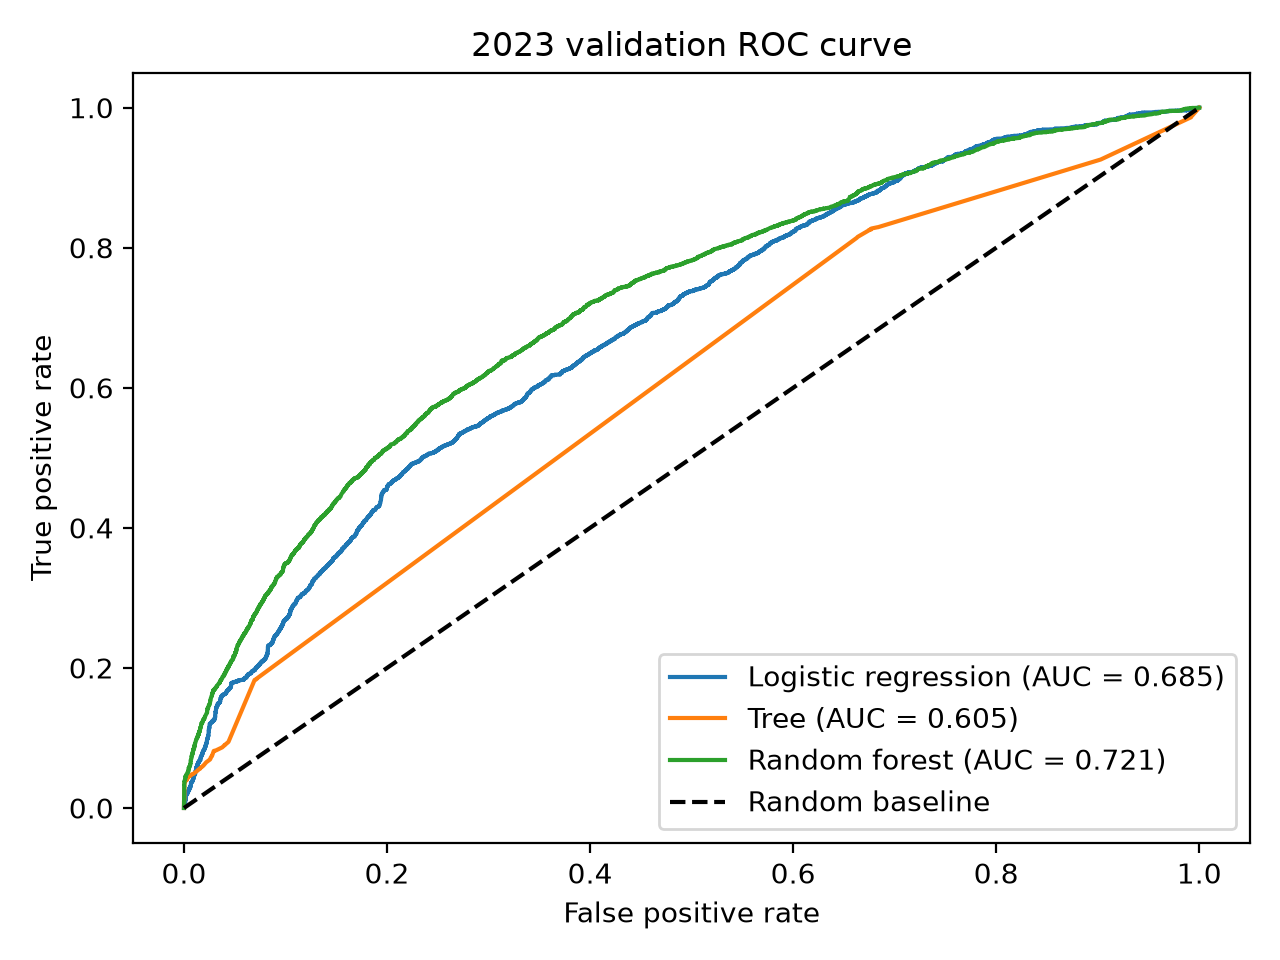 2023 validation ROC curve
1.0
0.8
0.6
0.4
0.2
0.0
True positive rate
Logistic regression (AUC = 0.685)
Tree (AUC = 0.605)
Random forest (AUC = 0.721)
Random baseline
0.0 0.2 0.4 0.6 0.8 1.0
False positive rate